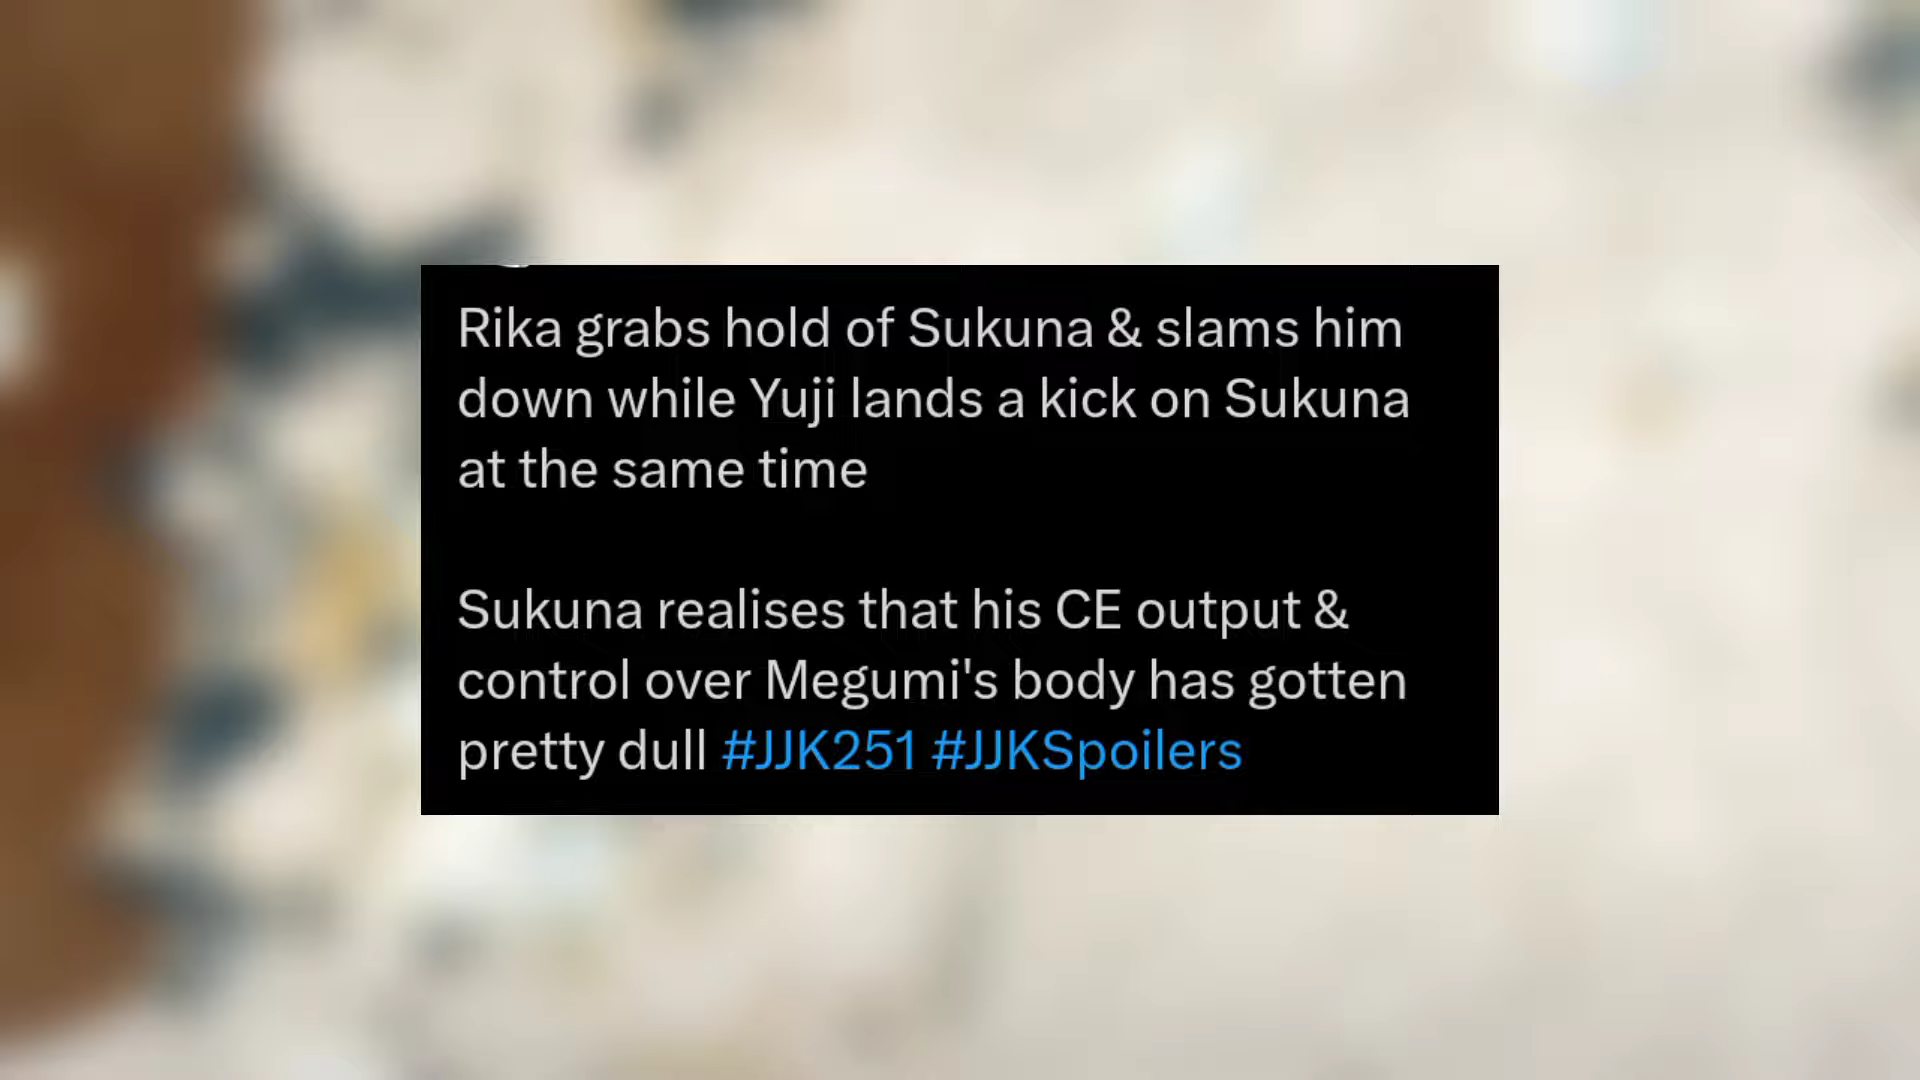 Rika grabs hold of Sukuna & slams him
down while Yuji lands a kick on Sukuna
at the same time
Sukuna realises that his CE output &
control over Megumi's body has gotten
pretty dull #JJK251 #JJKSpoilers